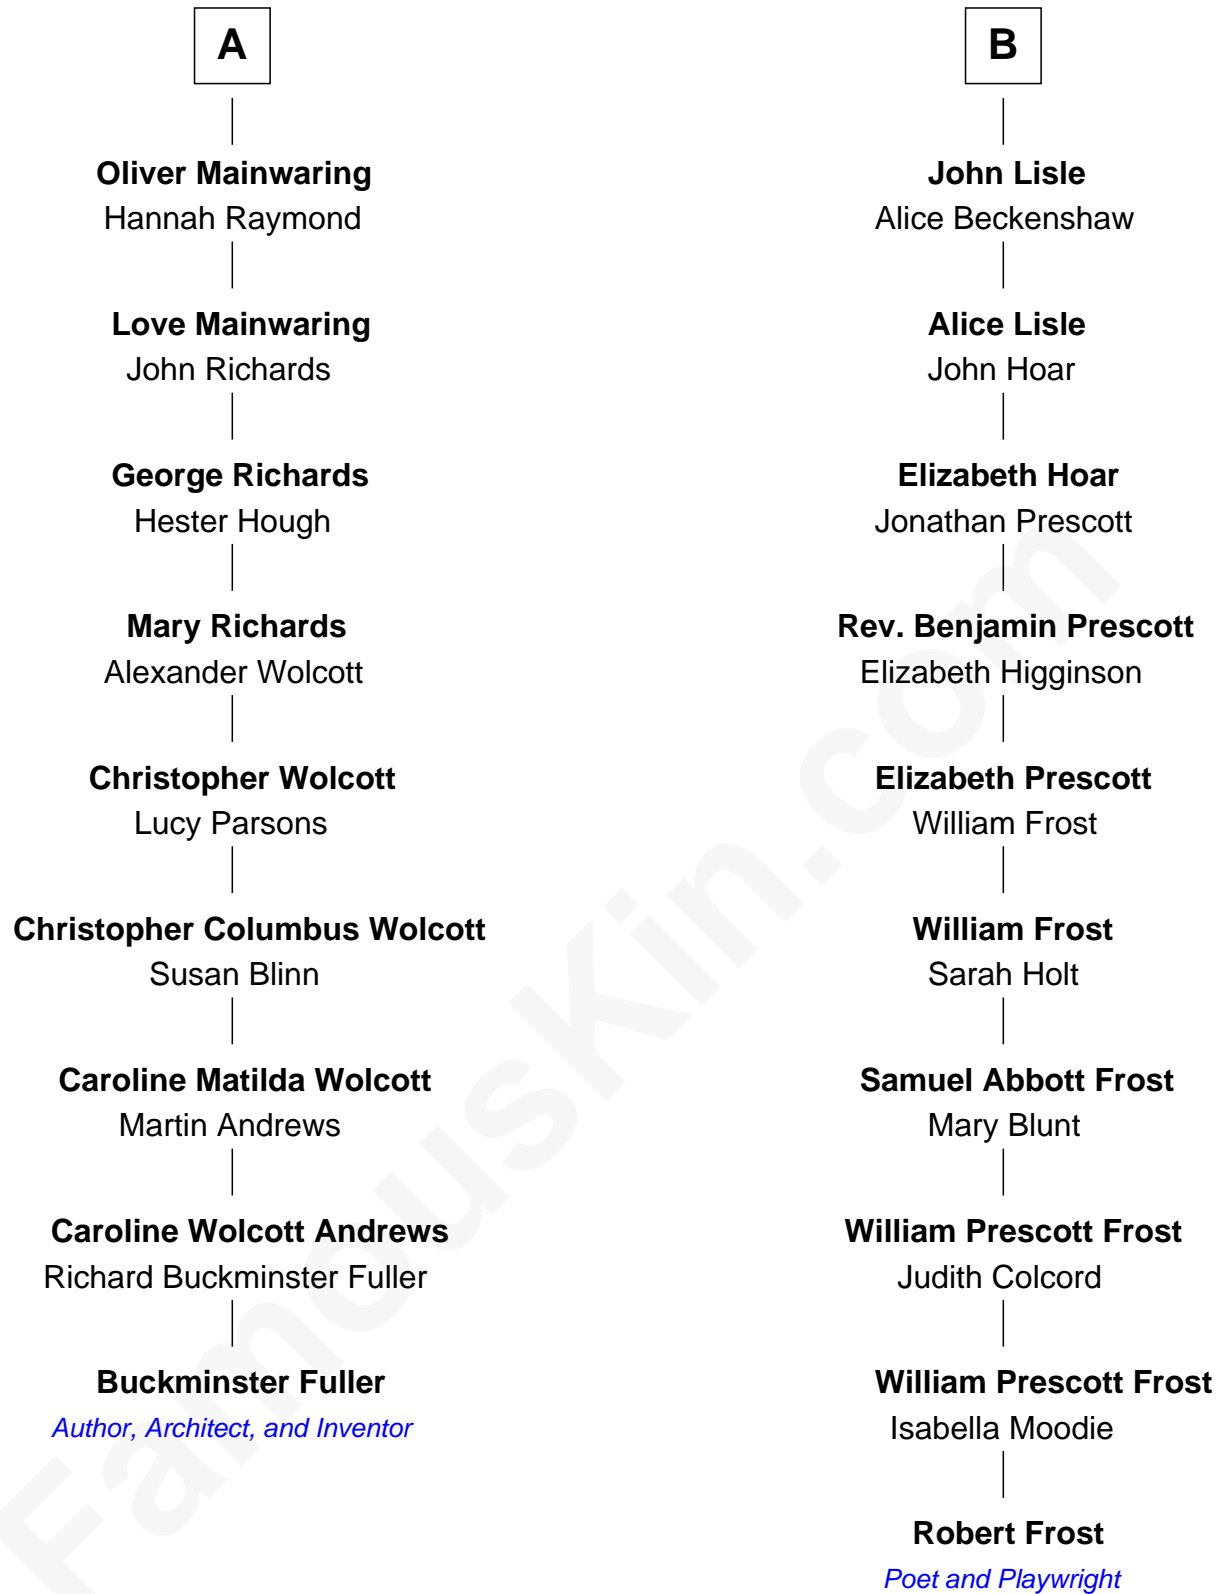 A
Oliver Mainwaring
Hannah Raymond
Love Mainwaring
John Richards
George Richards
Hester Hough
Mary Richards
Alexander Wolcott
Christopher Wolcott
Lucy Parsons
Christopher Columbus Wolcott
Susan Blinn
Caroline Matilda Wolcott
Martin Andrews
Caroline Wolcott Andrews
Richard Buckminster Fuller
Buckminster Fuller
Author, Architect, and Inventor
B
John Lisle
Alice Beckenshaw
Alice Lisle
John Hoar
Elizabeth Hoar
Jonathan Prescott
Rev. Benjamin Prescott
Elizabeth Higginson
Elizabeth Prescott
William Frost
William Frost
Sarah Holt
Samuel Abbott Frost
Mary Blunt
William Prescott Frost
Judith Colcord
William Prescott Frost
Isabella Moodie
Robert Frost
Poet and Playwright
FamousKin.com